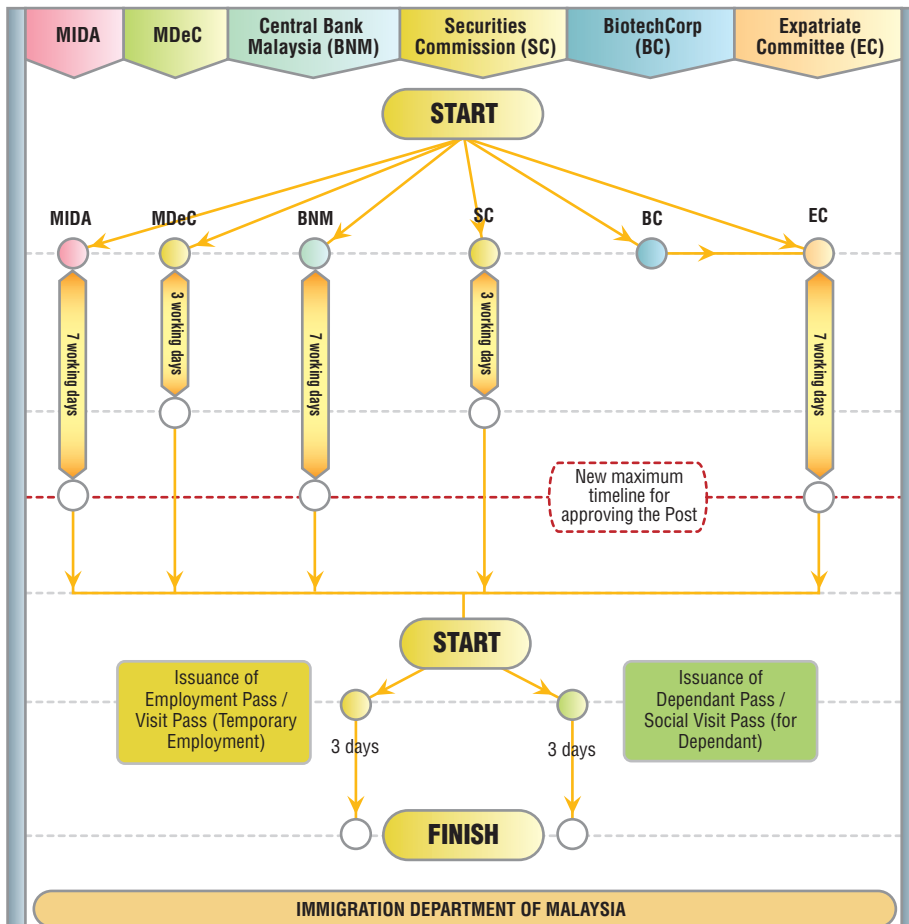 MIDA
MDeC
Central Bank
Malaysia (BNM)
Securities
Commission (SC)
BiotechCorp
(BC)
Expatriate
Committee (EC)
START
MIDA
MDeC
BNM
SC
BC
EC
7 working days
3 working days
7 working days
3 working days
7 working days
New maximum
timeline for
approving the Post
START
Issuance of
Employment Pass /
Visit Pass (Temporary
Employment)
Issuance of
Dependant Pass /
Social Visit Pass (for
Dependant)
3 days
3 days
FINISH
IMMIGRATION DEPARTMENT OF MALAYSIA